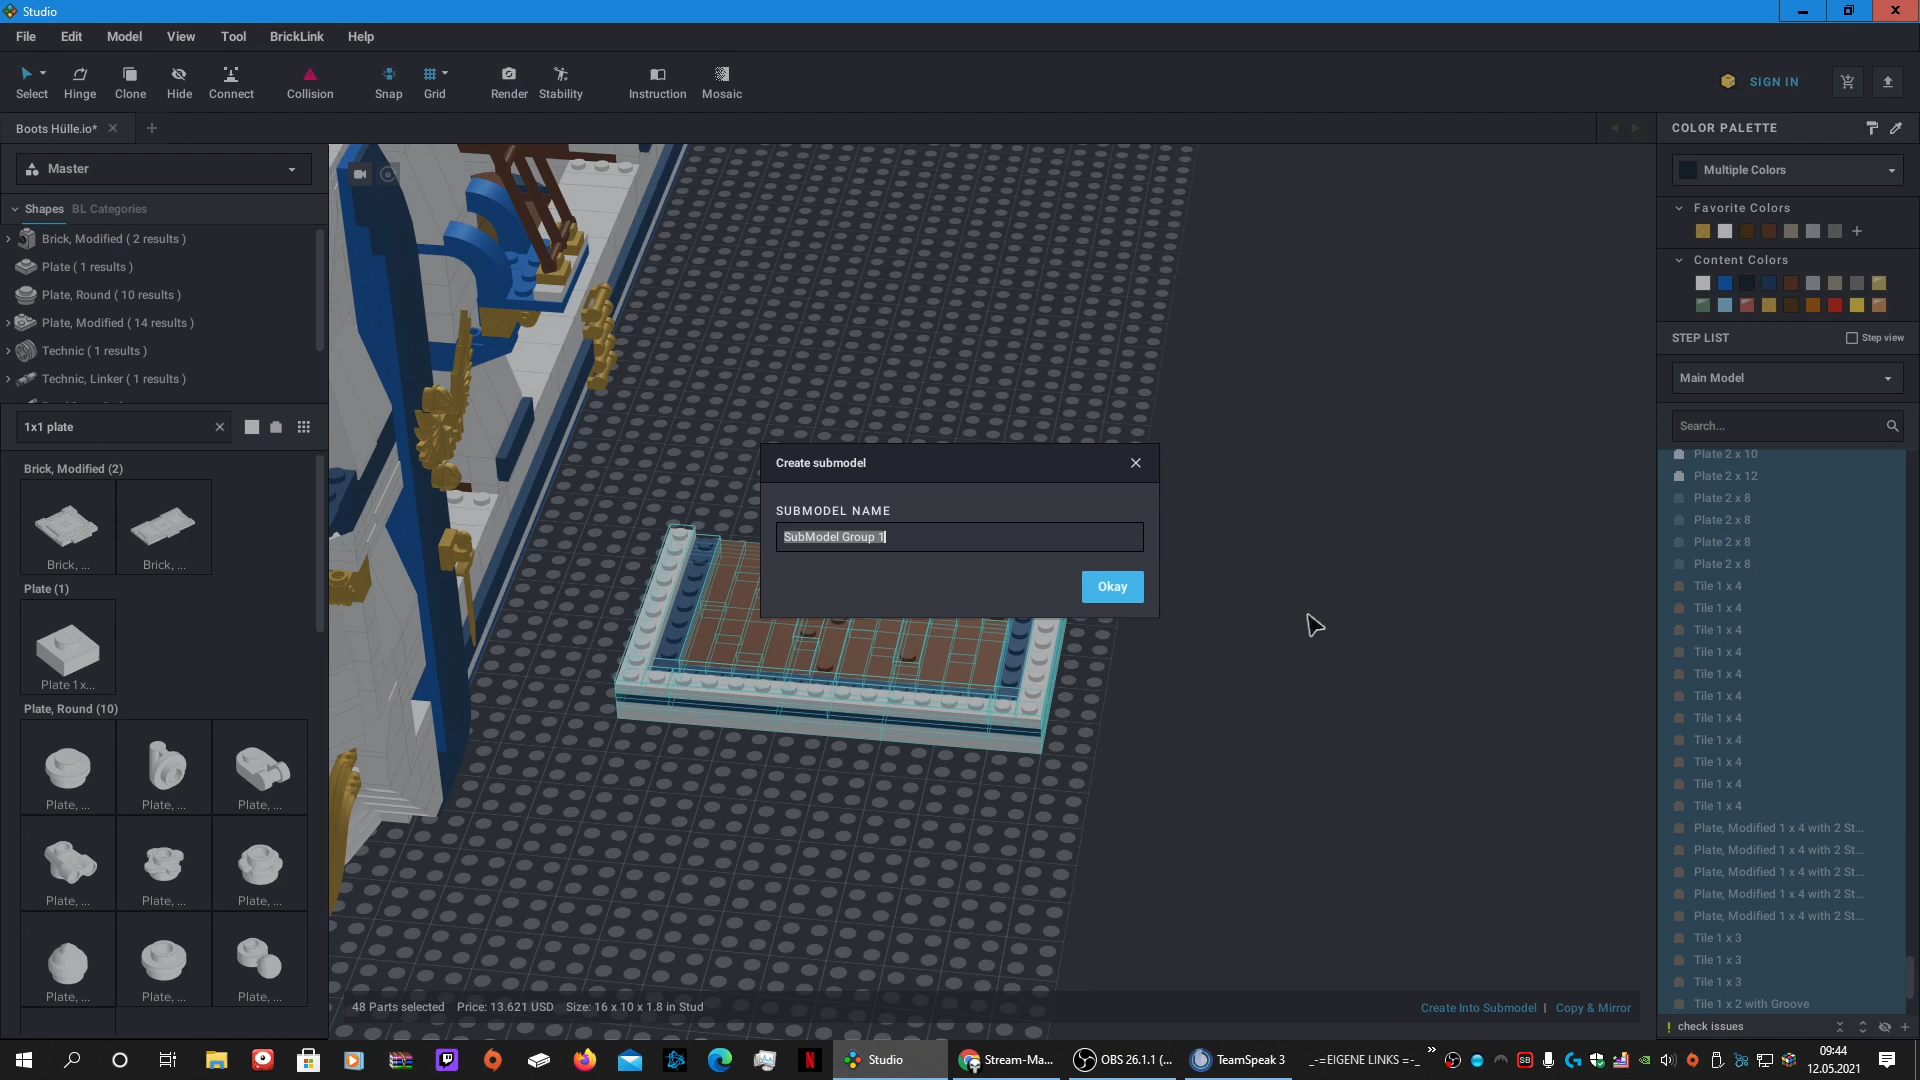 Studio
File Edit Model View Tool BrickLink Help
Select Hinge Clone Hide Connect Collision Snap Grid Render Stability Instruction Mosaic
SIGN IN
Boots Hülle.io*
Master
Shapes BL Categories
Brick, Modified ( 2 results )
Plate ( 1 results )
Plate, Round ( 10 results )
Plate, Modified ( 14 results )
Technic ( 1 results )
Technic, Linker ( 1 results )
1x1 plate
Brick, Modified (2)
Brick, ... Brick, ...
Plate (1)
Plate 1x...
Plate, Round (10)
Plate, ... Plate, ... Plate, ...
Plate, ... Plate, ... Plate, ...
Plate, ... Plate, ... Plate, ...
Create submodel
SUBMODEL NAME
SubModel Group 1
Okay
48 Parts selected Price: 13.621 USD Size: 16 x 10 x 1.8 in Stud
Create Into Submodel | Copy & Mirror
COLOR PALETTE
Multiple Colors
Favorite Colors
Content Colors
STEP LIST
Step view
Main Model
Search...
Plate 2 x 10
Plate 2 x 12
Plate 2 x 8
Plate 2 x 8
Plate 2 x 8
Plate 2 x 8
Tile 1 x 4
Tile 1 x 4
Tile 1 x 4
Tile 1 x 4
Tile 1 x 4
Tile 1 x 4
Tile 1 x 4
Tile 1 x 4
Tile 1 x 4
Tile 1 x 4
Tile 1 x 4
Plate, Modified 1 x 4 with 2 St...
Plate, Modified 1 x 4 with 2 St...
Plate, Modified 1 x 4 with 2 St...
Plate, Modified 1 x 4 with 2 St...
Plate, Modified 1 x 4 with 2 St...
Tile 1 x 3
Tile 1 x 3
Tile 1 x 3
Tile 1 x 2 with Groove
check issues
Studio
Stream-Ma...
OBS 26.1.1 (...
TeamSpeak 3
_-=EIGENE LINKS =-_
09:44
12.05.2021